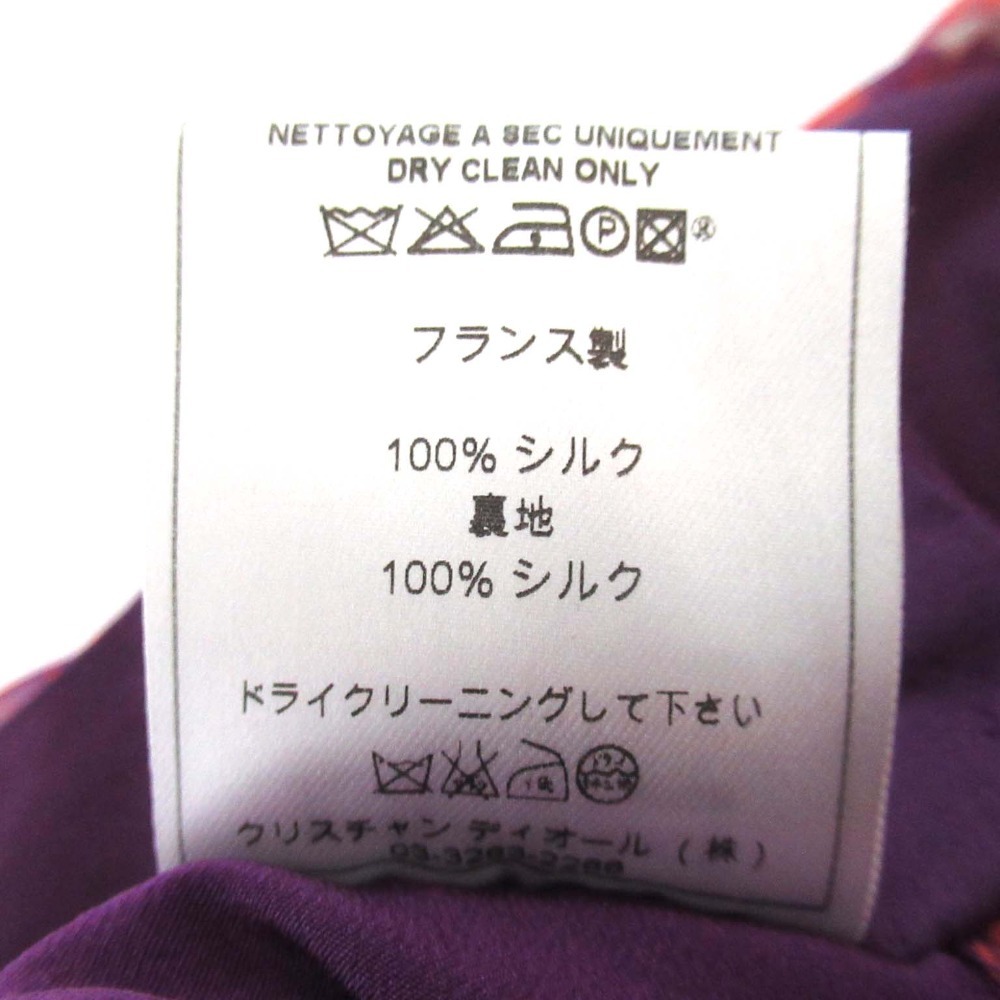 NETTOYAGE A SEC UNIQUEMENT
DRY CLEAN ONLY
P
フランス製
100% シルク
裏地
100% シルク
ドライクリーニングして下さい
クリスチャン ディオール (株)